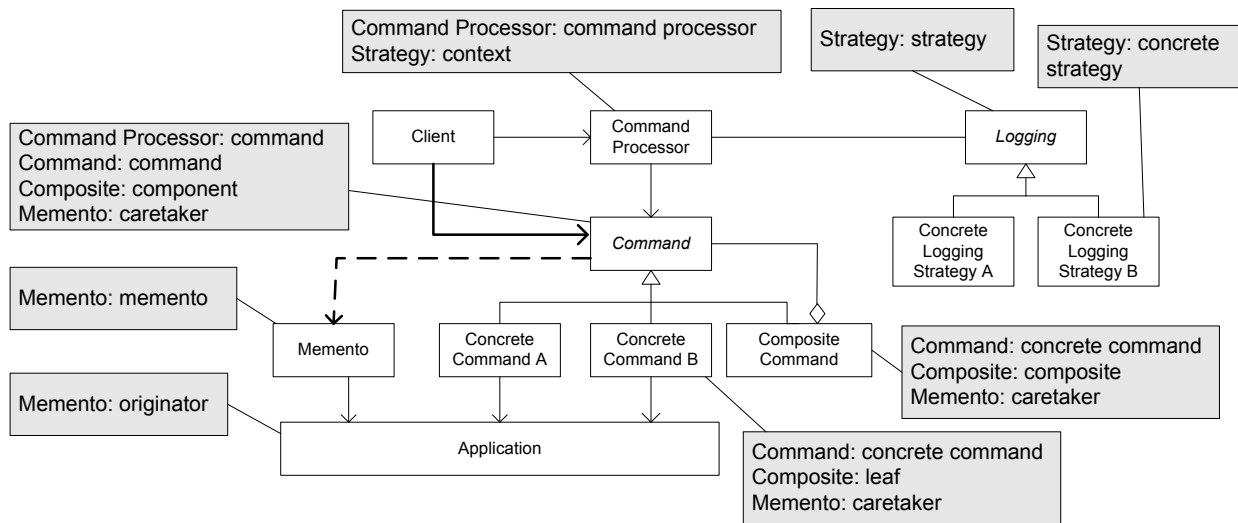 Command Processor: command processor
Strategy: context
Strategy: strategy
Strategy: concrete
strategy
Command Processor: command
Command: command
Composite: component
Memento: caretaker
Client
Command
Processor
Logging
Command
Concrete
Logging
Strategy A
Concrete
Logging
Strategy B
Memento: memento
Memento
Concrete
Command A
Concrete
Command B
Composite
Command
Command: concrete command
Composite: composite
Memento: caretaker
Memento: originator
Application
Command: concrete command
Composite: leaf
Memento: caretaker